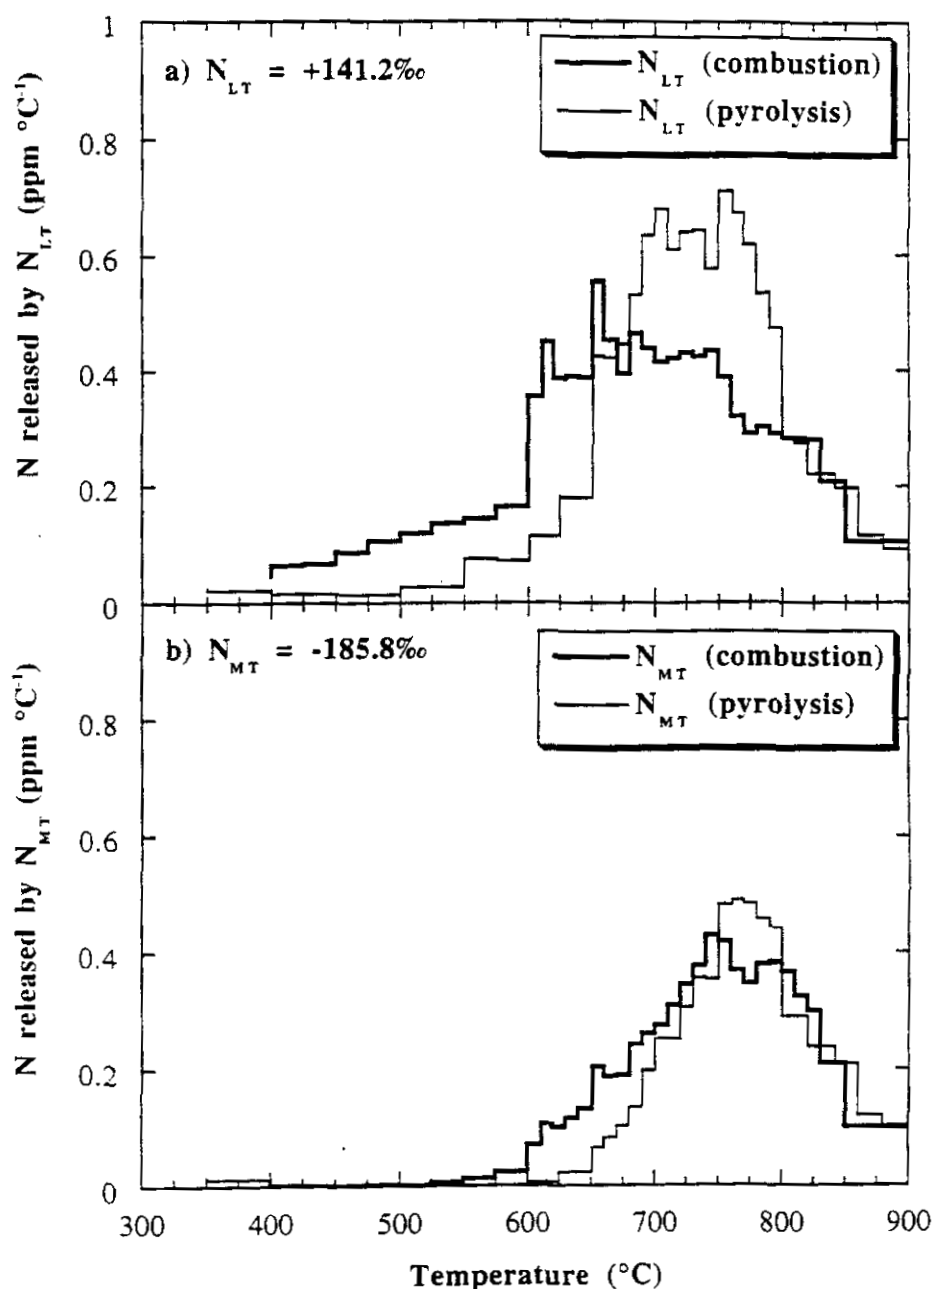 a) N_LT = +141.2‰
N_LT (combustion)
N_LT (pyrolysis)
N released by N_LT (ppm °C⁻¹)
1
0.8
0.6
0.4
0.2
0
b) N_MT = -185.8‰
N_MT (combustion)
N_MT (pyrolysis)
N released by N_MT (ppm °C⁻¹)
0.8
0.6
0.4
0.2
0
300 400 500 600 700 800 900
Temperature (°C)